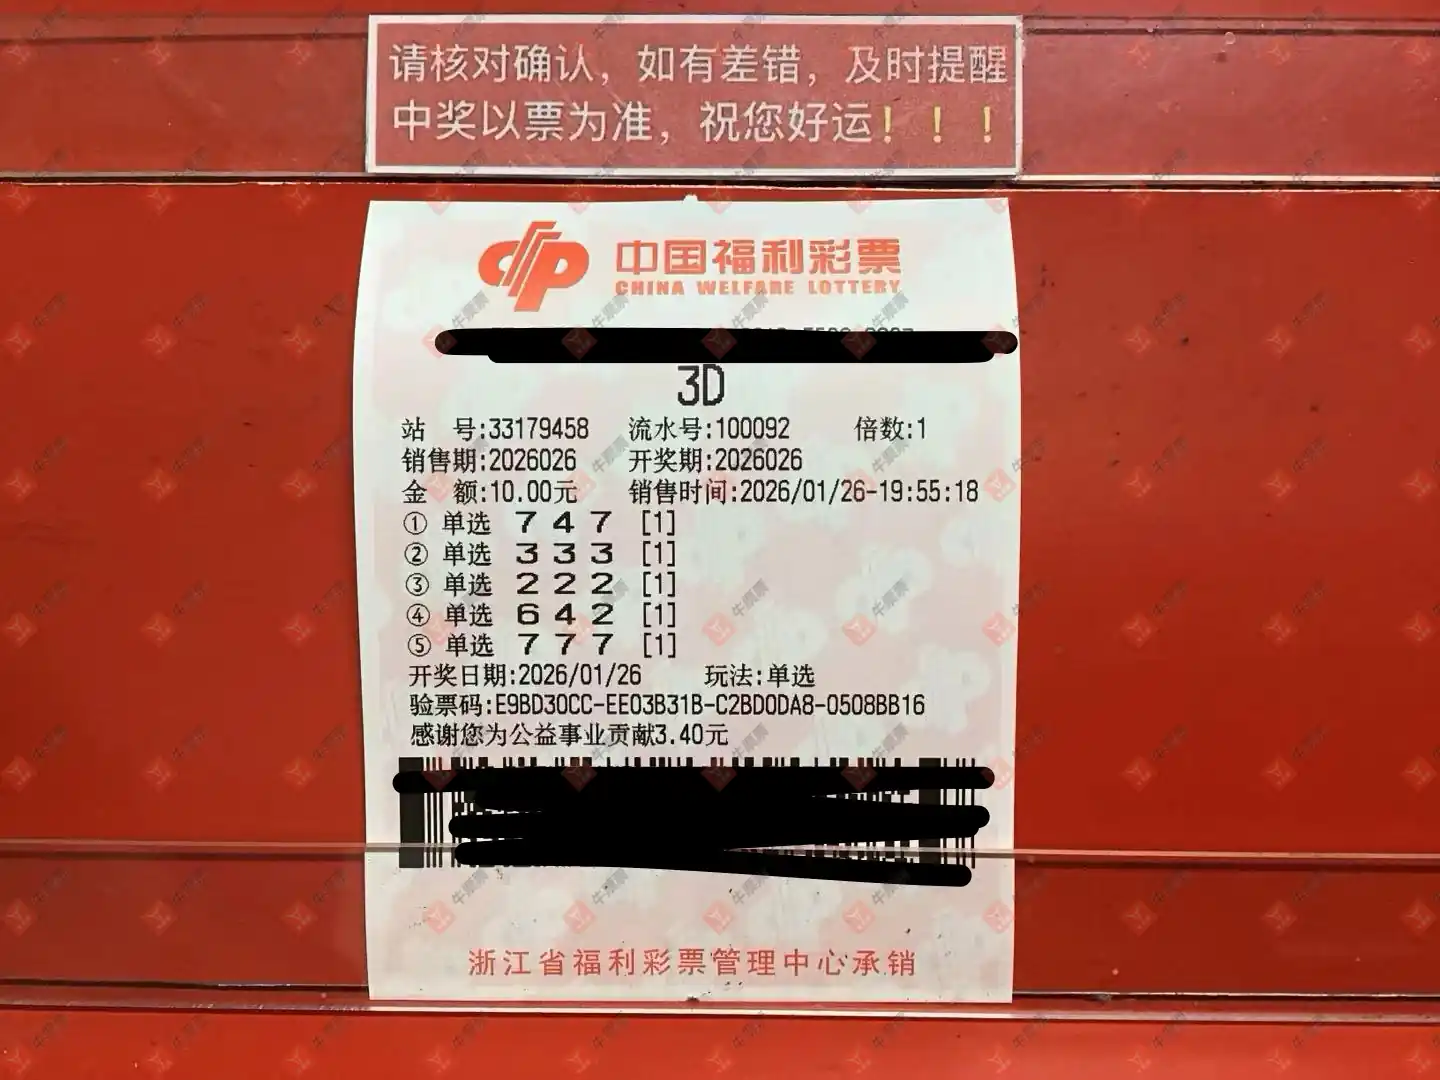 请核对确认，如有差错，及时提醒
中奖以票为准，祝您好运！！！
中国福利彩票
CHINA WELFARE LOTTERY
3D
站 号:33179458 流水号:100092 倍数:1
销售期:2026026 开奖期:2026026
金 额:10.00元 销售时间:2026/01/26-19:55:18
① 单选 7 4 7 [1]
② 单选 3 3 3 [1]
③ 单选 2 2 2 [1]
④ 单选 6 4 2 [1]
⑤ 单选 7 7 7 [1]
开奖日期:2026/01/26 玩法:单选
验票码:E9BD30CC-EE03B31B-C2BD0DA8-0508BB16
感谢您为公益事业贡献3.40元
浙江省福利彩票管理中心承销